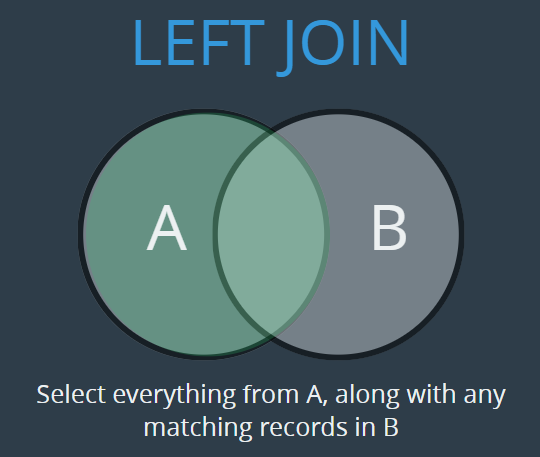 LEFT JOIN
A
B
Select everything from A, along with any
matching records in B